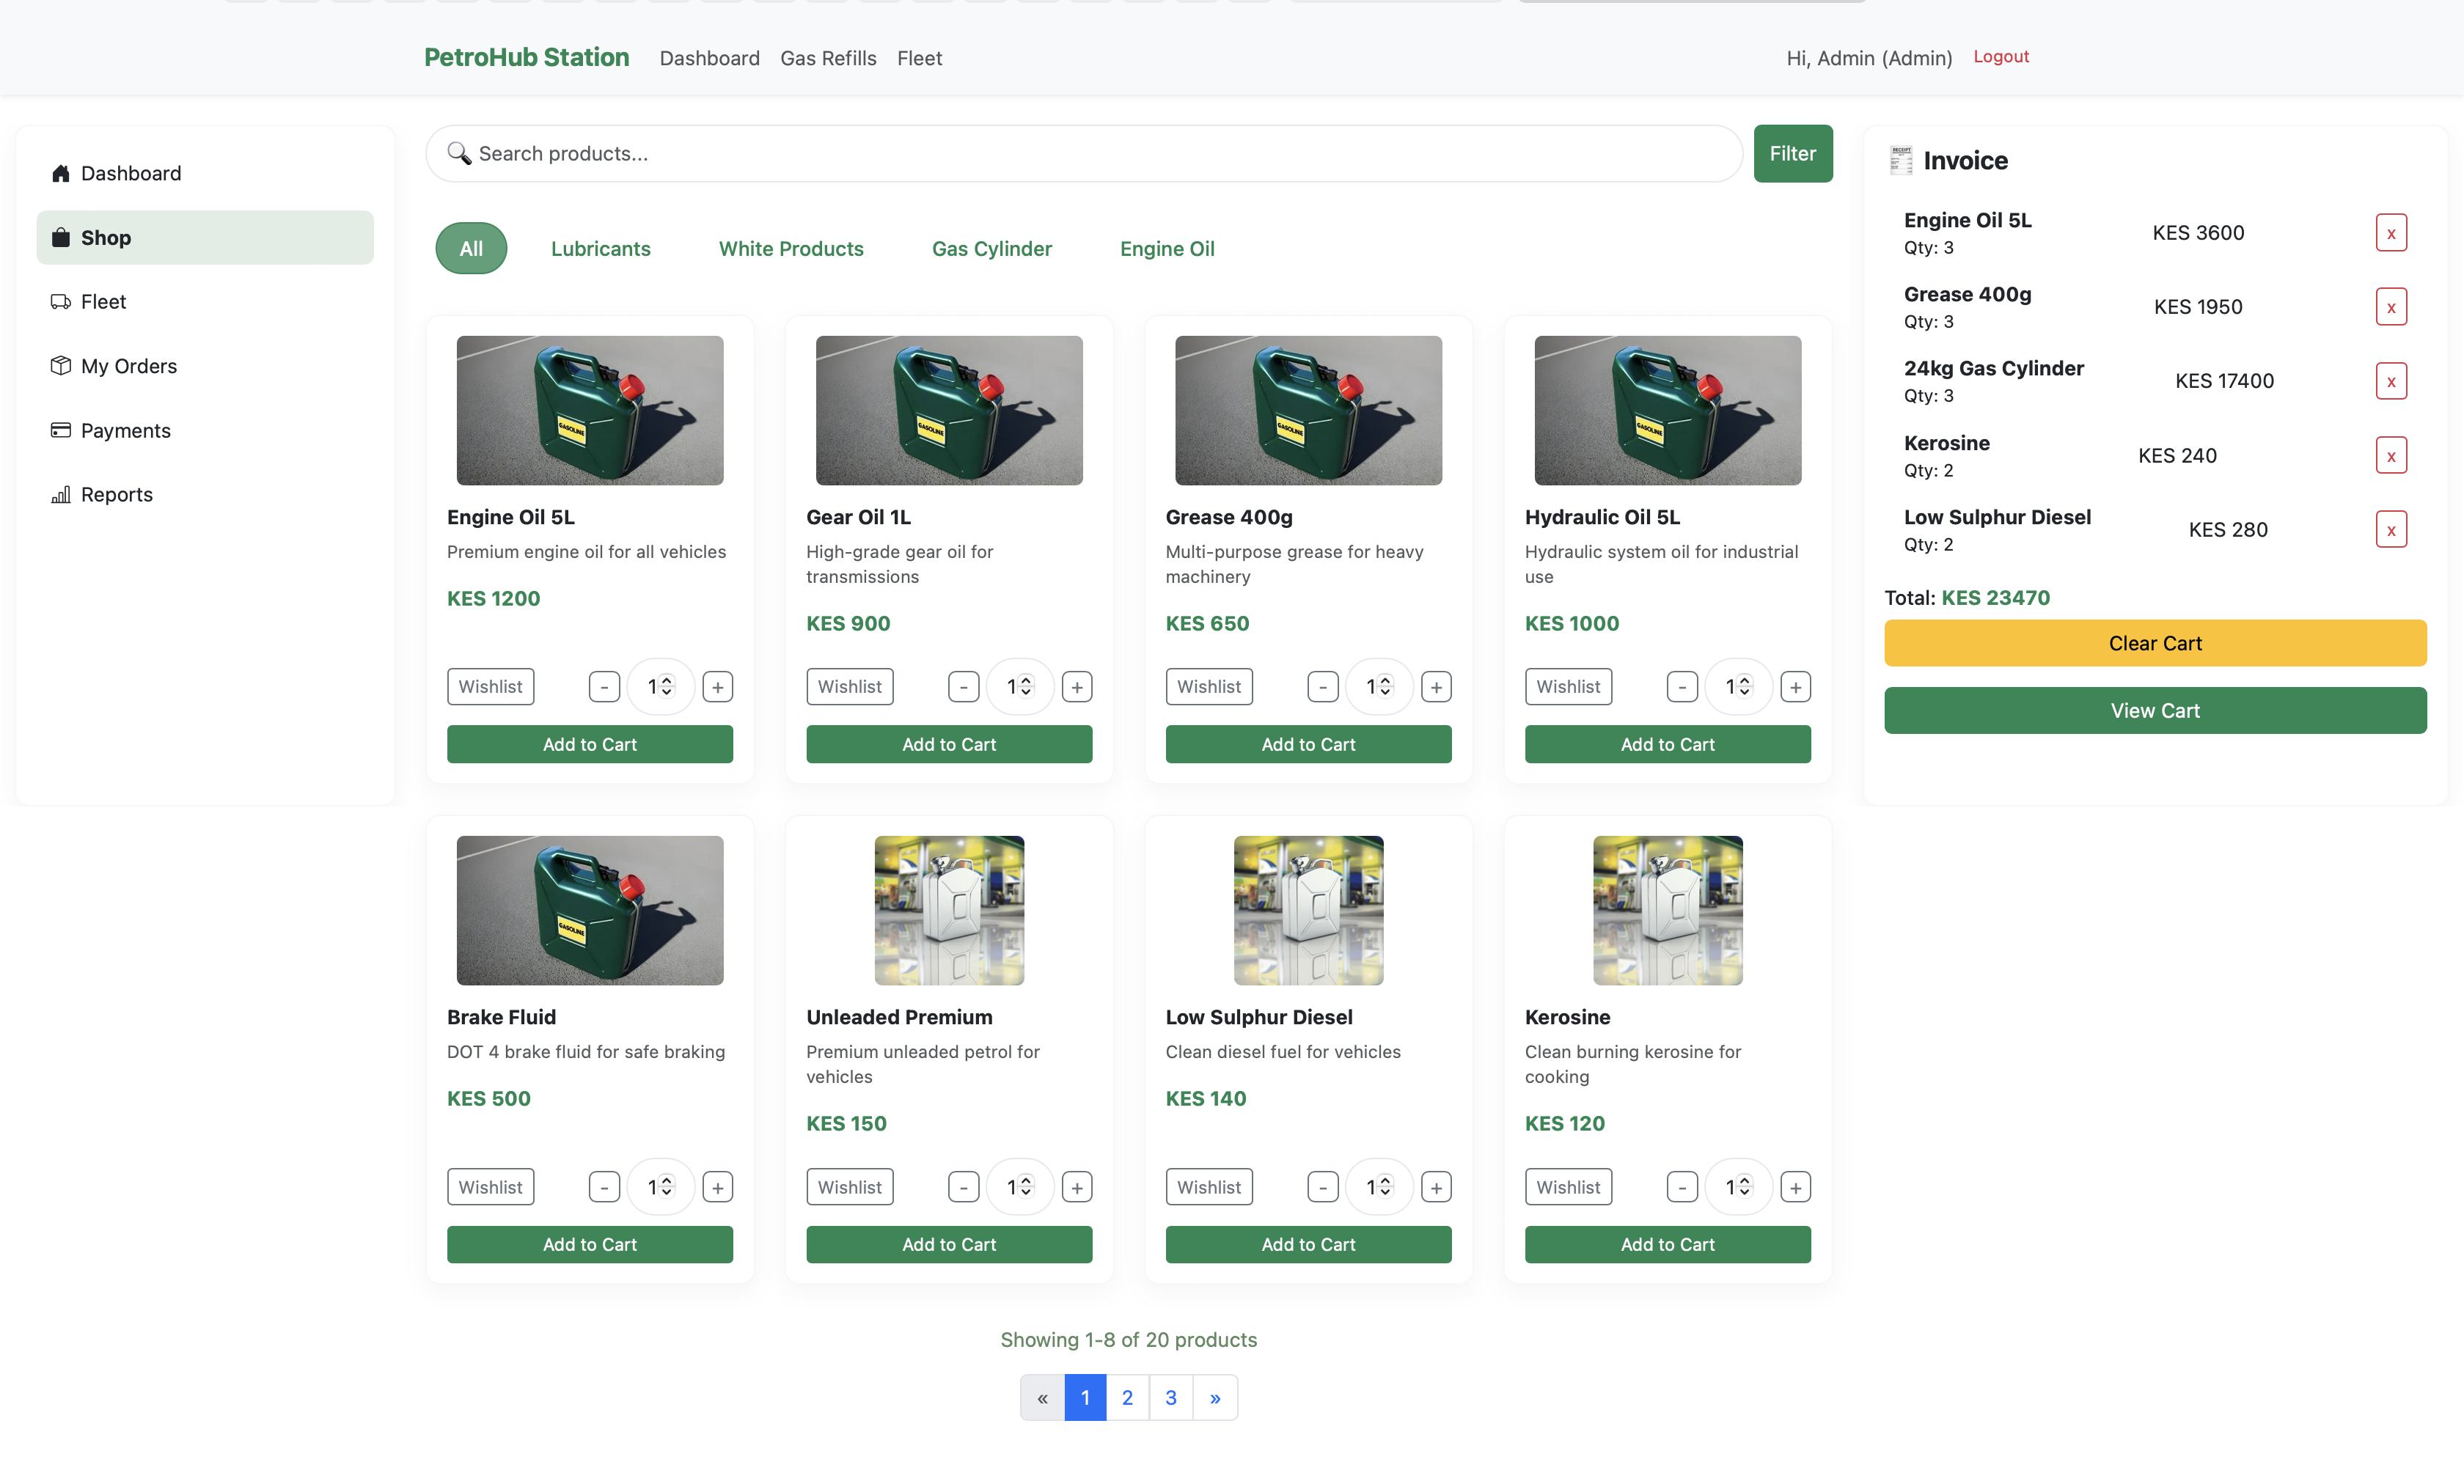 PetroHub Station Dashboard Gas Refills Fleet Hi, Admin (Admin) Logout
Dashboard
Shop
Fleet
My Orders
Payments
Reports
🔍 Search products...
Filter
All Lubricants White Products Gas Cylinder Engine Oil
GASOLINE
Engine Oil 5L
Premium engine oil for all vehicles
KES 1200
Wishlist - 1 +
Add to Cart
GASOLINE
Gear Oil 1L
High-grade gear oil for
transmissions
KES 900
Wishlist - 1 +
Add to Cart
GASOLINE
Grease 400g
Multi-purpose grease for heavy
machinery
KES 650
Wishlist - 1 +
Add to Cart
GASOLINE
Hydraulic Oil 5L
Hydraulic system oil for industrial
use
KES 1000
Wishlist - 1 +
Add to Cart
GASOLINE
Brake Fluid
DOT 4 brake fluid for safe braking
KES 500
Wishlist - 1 +
Add to Cart
Unleaded Premium
Premium unleaded petrol for
vehicles
KES 150
Wishlist - 1 +
Add to Cart
Low Sulphur Diesel
Clean diesel fuel for vehicles
KES 140
Wishlist - 1 +
Add to Cart
Kerosine
Clean burning kerosine for
cooking
KES 120
Wishlist - 1 +
Add to Cart
Showing 1-8 of 20 products
« 1 2 3 »
RECEIPT
Invoice
Engine Oil 5L
Qty: 3
KES 3600
x
Grease 400g
Qty: 3
KES 1950
x
24kg Gas Cylinder
Qty: 3
KES 17400
x
Kerosine
Qty: 2
KES 240
x
Low Sulphur Diesel
Qty: 2
KES 280
x
Total: KES 23470
Clear Cart
View Cart